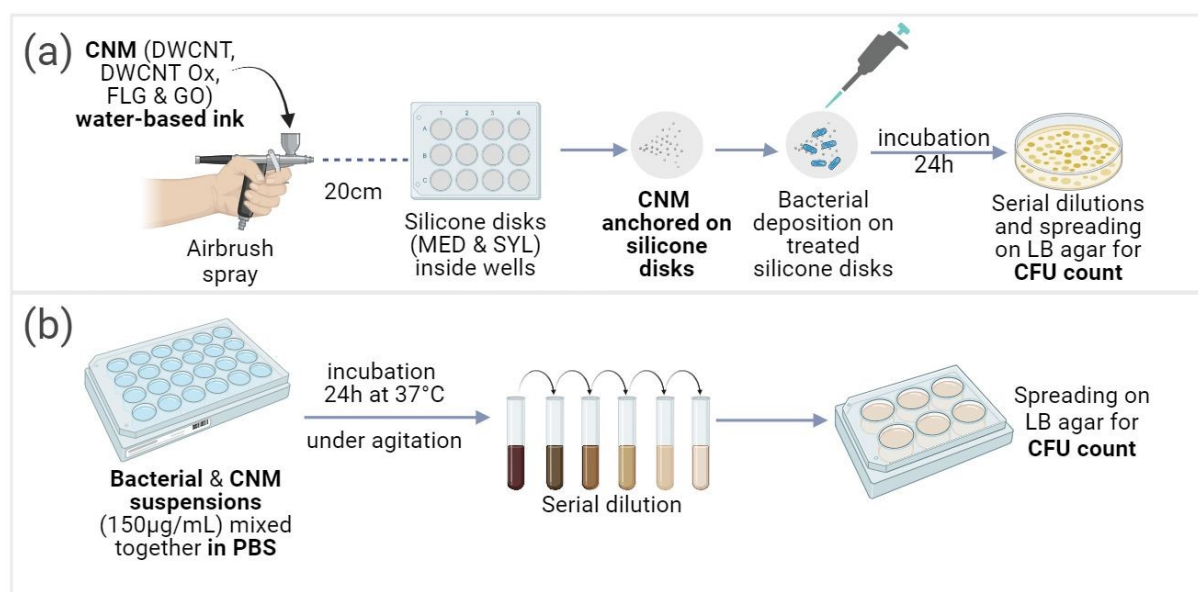 (a)
CNM (DWCNT,
DWCNT Ox,
FLG & GO)
water-based ink
Airbrush
spray
20cm
1 2 3 4
A
B
C
Silicone disks
(MED & SYL)
inside wells
CNM
anchored on
silicone
disks
Bacterial
deposition on
treated
silicone disks
incubation
24h
Serial dilutions
and spreading
on LB agar for
CFU count
(b)
Bacterial & CNM
suspensions
(150µg/mL) mixed
together in PBS
incubation
24h at 37°C
under agitation
Serial dilution
Spreading on
LB agar for
CFU count